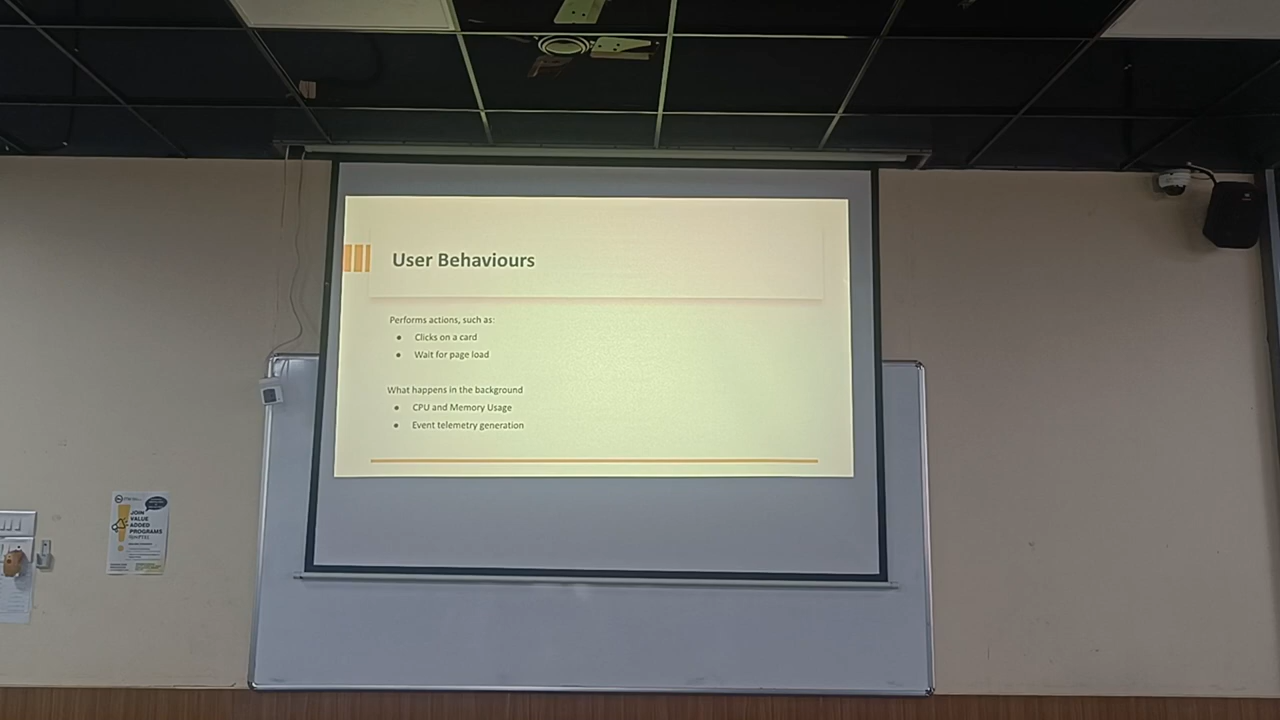 User Behaviours
Performs actions, such as:
● Clicks on a card
● Wait for page load
What happens in the background
● CPU and Memory Usage
● Event telemetry generation
JOIN
VALUE
ADDED
PROGRAMS